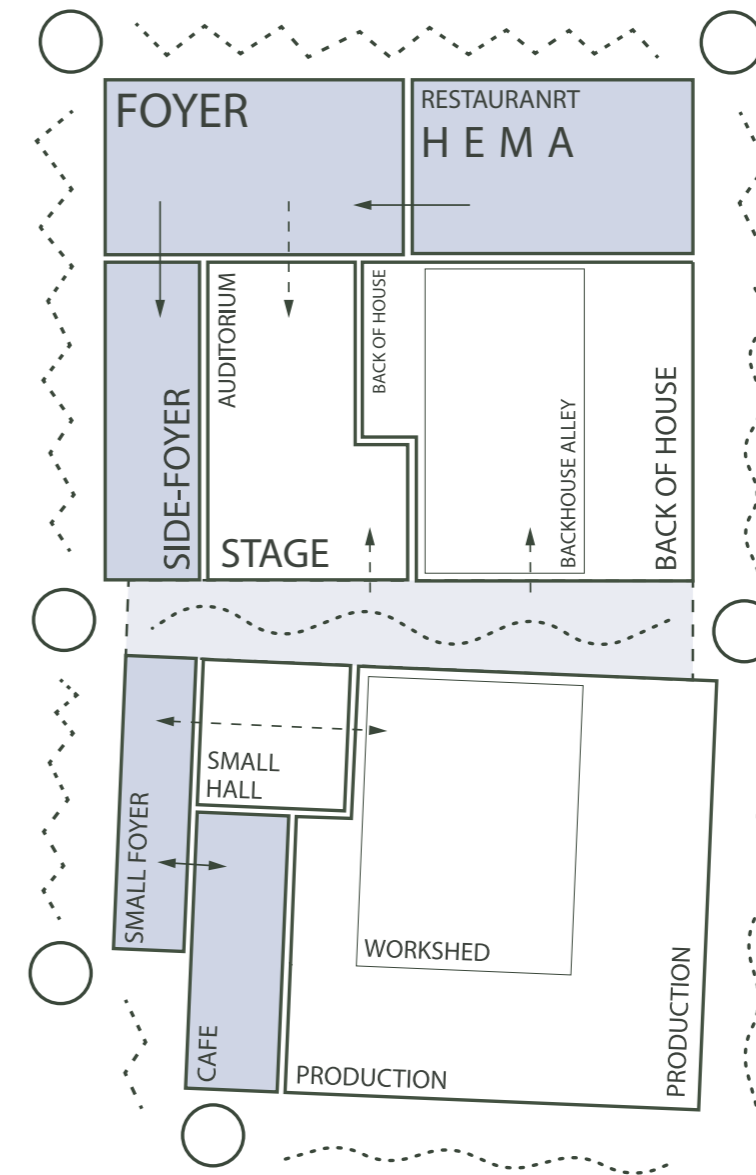 FOYER
RESTAURANRT
H E M A
SIDE-FOYER
AUDITORIUM
STAGE
BACK OF HOUSE
BACKHOUSE ALLEY
BACK OF HOUSE
SMALL FOYER
SMALL
HALL
CAFE
WORKSHED
PRODUCTION
PRODUCTION